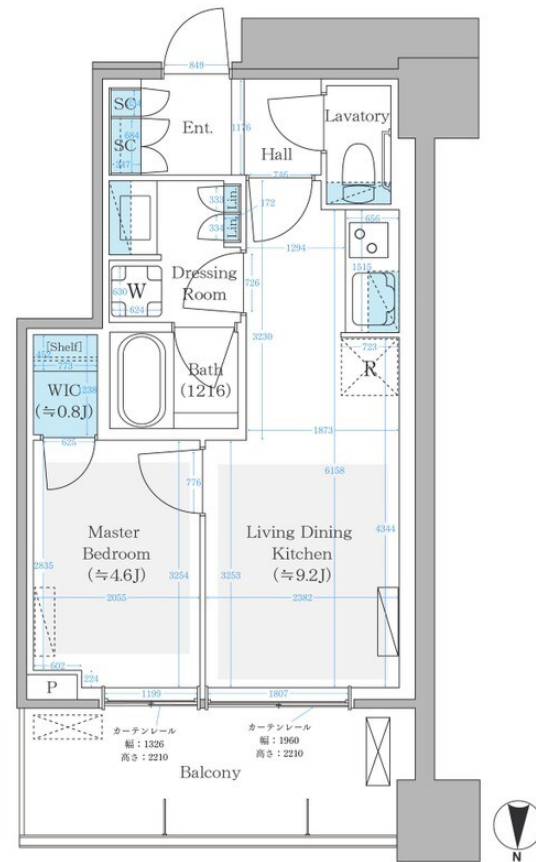 849
SC
SC
684
347
Ent.
1176
Hall
746
Lavatory
333
Lin.
172
334
Lin.
656
1294
1515
Dressing
Room
726
W
630
624
3230
[Shelf]
452
773
WIC
(≒0.8J)
1238
625
Bath
(1216)
723
R
1873
776
6158
4344
Master
Bedroom
(≒4.6J)
Living Dining
Kitchen
(≒9.2J)
2835
3254
3253
2055
2382
602
224
P
1199
1807
カーテンレール
幅：1326
高さ：2210
カーテンレール
幅：1960
高さ：2210
Balcony
N